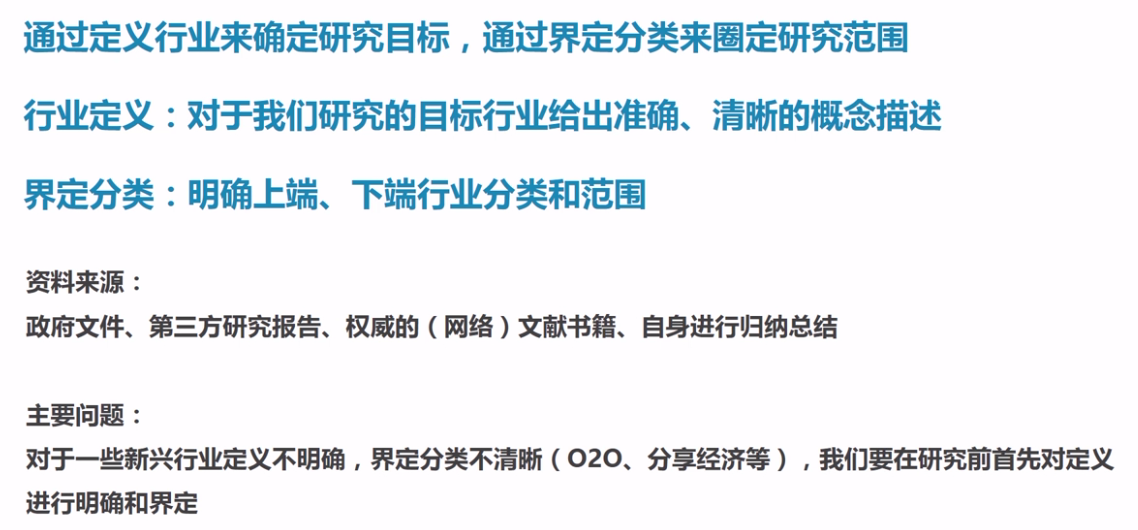 通过定义行业来确定研究目标，通过界定分类来圈定研究范围
行业定义：对于我们研究的目标行业给出准确、清晰的概念描述
界定分类：明确上端、下端行业分类和范围
资料来源：
政府文件、第三方研究报告、权威的（网络）文献书籍、自身进行归纳总结
主要问题：
对于一些新兴行业定义不明确，界定分类不清晰（O2O、分享经济等），我们要在研究前首先对定义
进行明确和界定